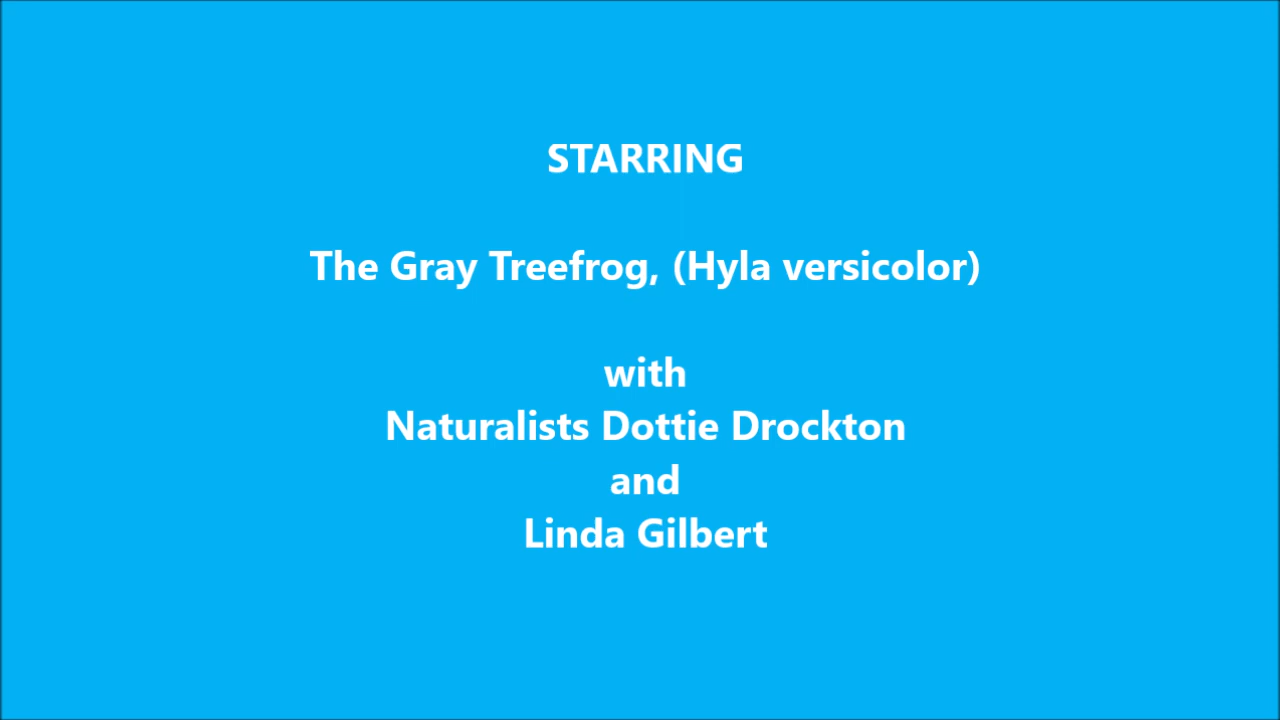 STARRING
The Gray Treefrog, (Hyla versicolor)
with
Naturalists Dottie Drockton
and
Linda Gilbert